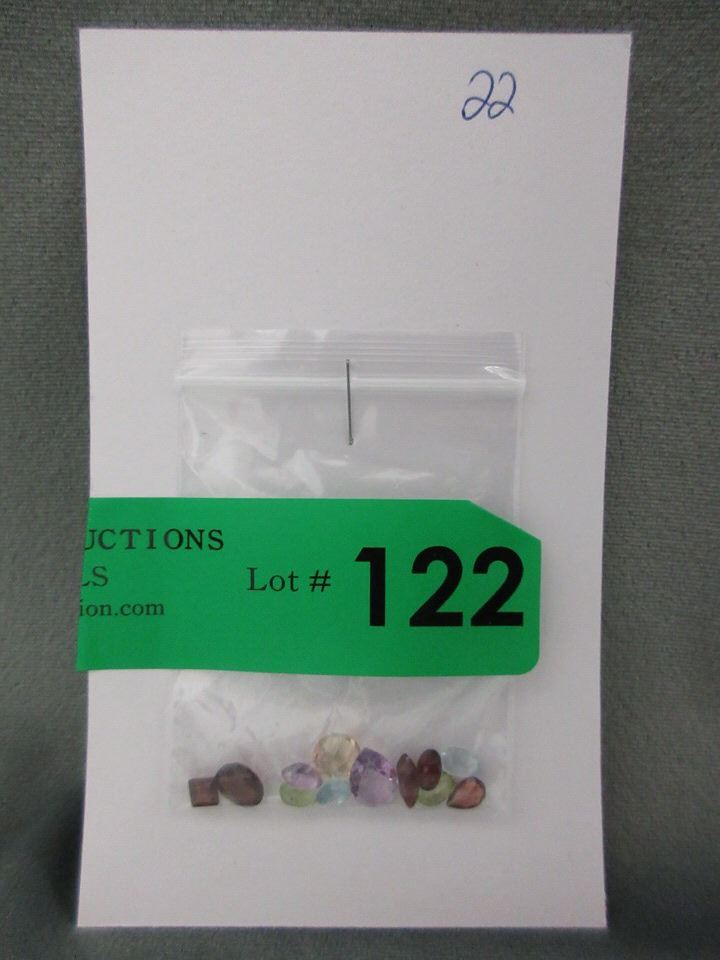 22
UCTIONS
LS
Lot # 122
ion.com